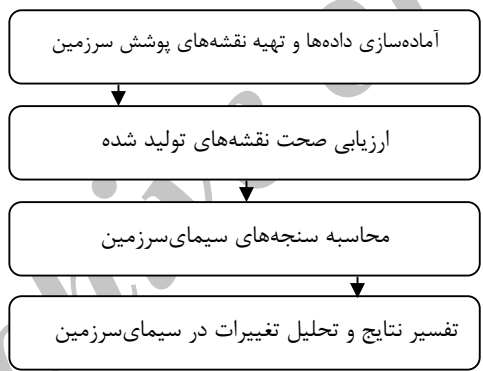 آماده‌سازی داده‌ها و تهیه نقشه‌های پوشش سرزمین
ارزیابی صحت نقشه‌های تولید شده
محاسبه سنجه‌های سیمای‌سرزمین
تفسیر نتایج و تحلیل تغییرات در سیمای‌سرزمین